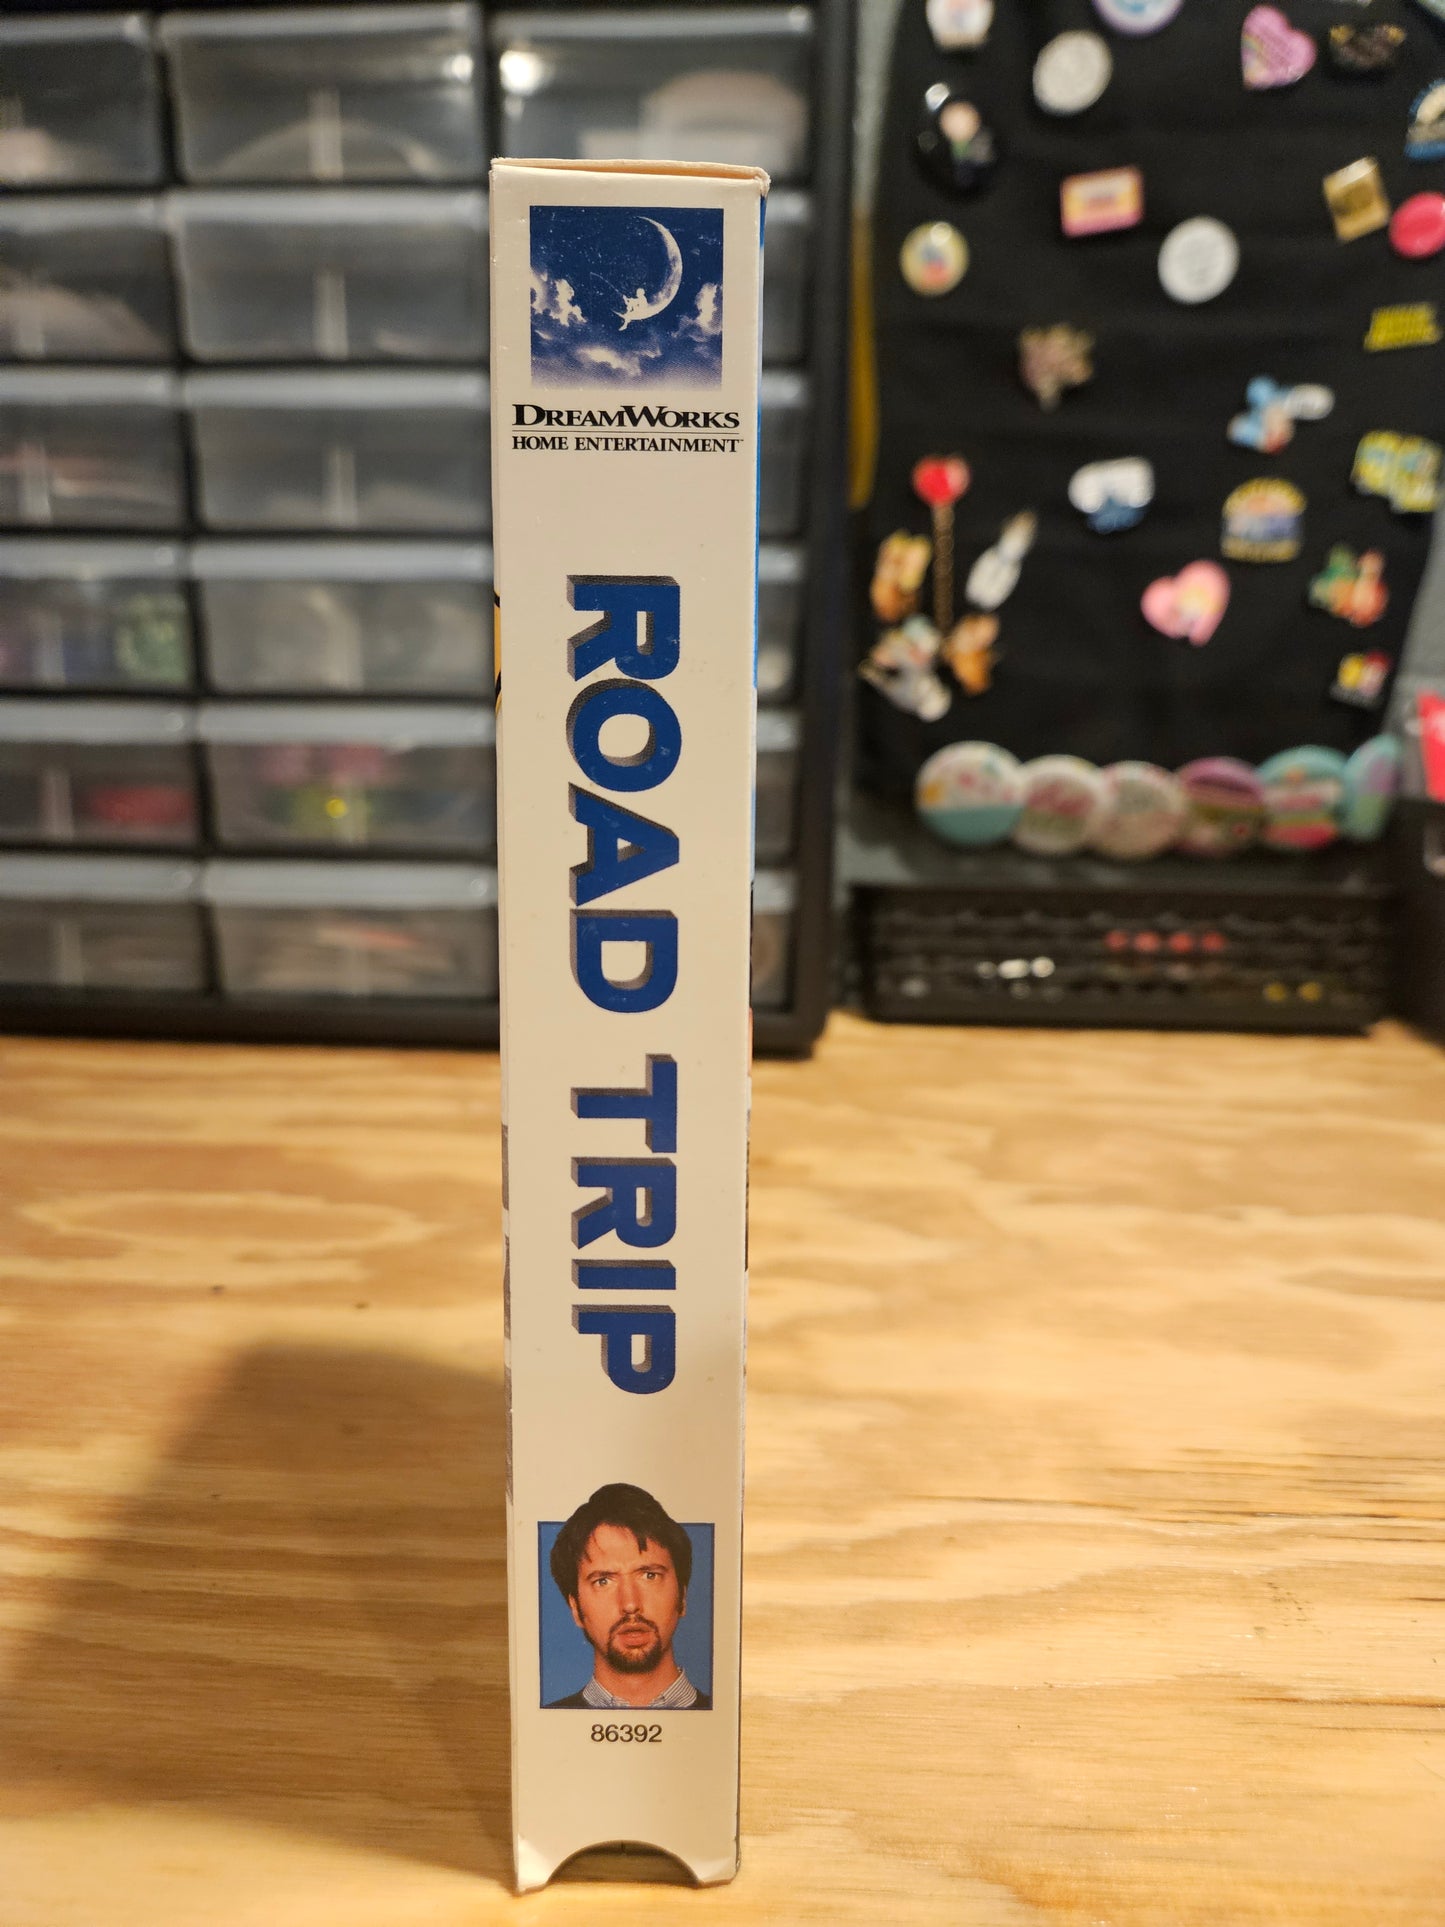 DREAMWORKS
HOME ENTERTAINMENT
ROAD TRIP
86392